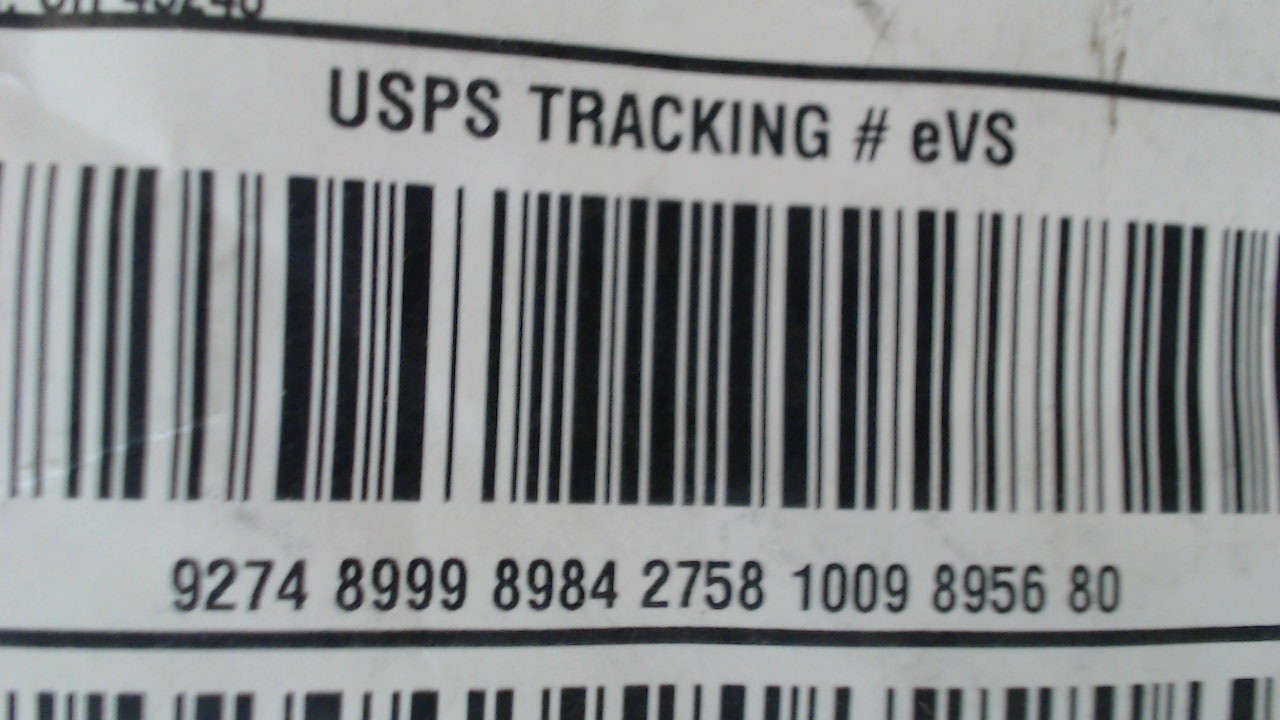 USPS TRACKING # eVS
9274 8999 8984 2758 1009 8956 80